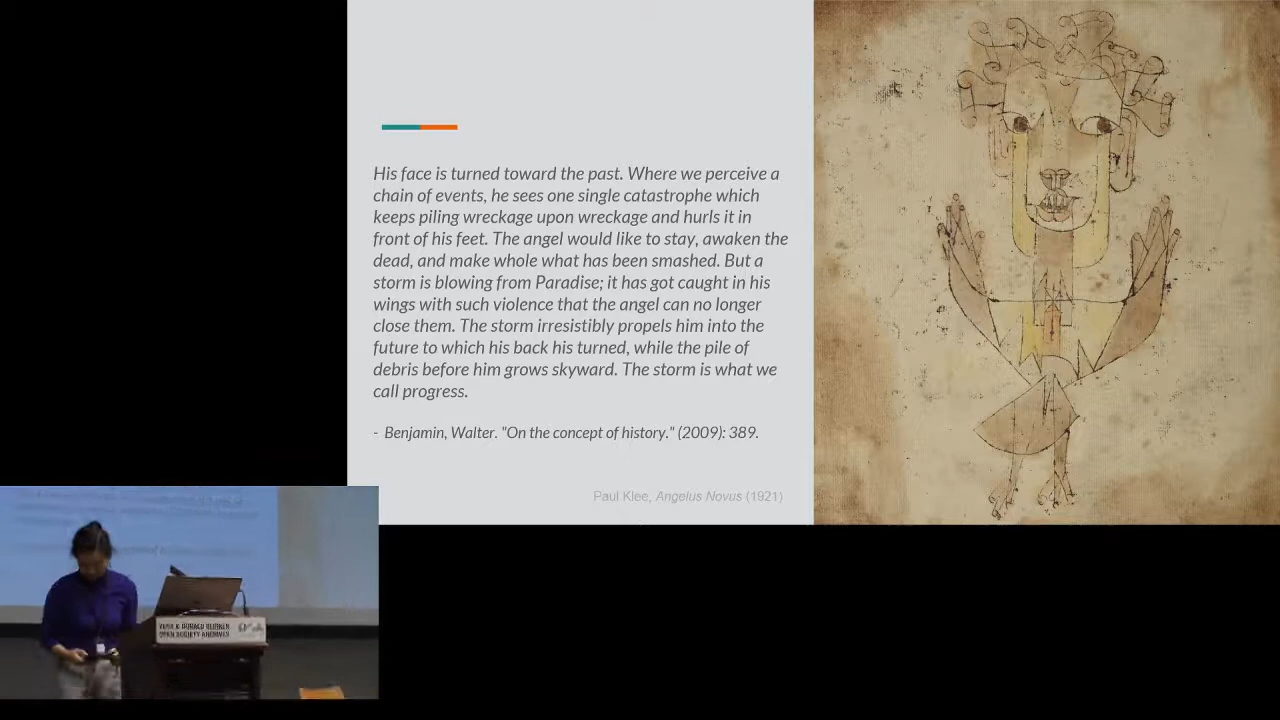 His face is turned toward the past. Where we perceive a
chain of events, he sees one single catastrophe which
keeps piling wreckage upon wreckage and hurls it in
front of his feet. The angel would like to stay, awaken the
dead, and make whole what has been smashed. But a
storm is blowing from Paradise; it has got caught in his
wings with such violence that the angel can no longer
close them. The storm irresistibly propels him into the
future to which his back his turned, while the pile of
debris before him grows skyward. The storm is what we
call progress.
- Benjamin, Walter. "On the concept of history." (2009): 389.
Paul Klee, Angelus Novus (1921)
VERA & DONALD BLINKEN
OPEN SOCIETY ARCHIVES